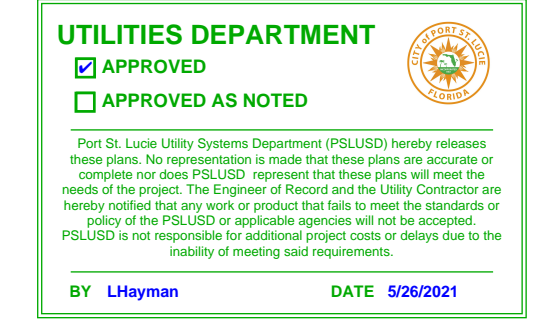 UTILITIES DEPARTMENT
CITY of PORT ST. LUCIE
FLORIDA
✔ APPROVED
APPROVED AS NOTED
Port St. Lucie Utility Systems Department (PSLUSD) hereby releases
these plans. No representation is made that these plans are accurate or
complete nor does PSLUSD represent that these plans will meet the
needs of the project. The Engineer of Record and the Utility Contractor are
hereby notified that any work or product that fails to meet the standards or
policy of the PSLUSD or applicable agencies will not be accepted.
PSLUSD is not responsible for additional project costs or delays due to the
inability of meeting said requirements.
BY LHayman DATE 5/26/2021